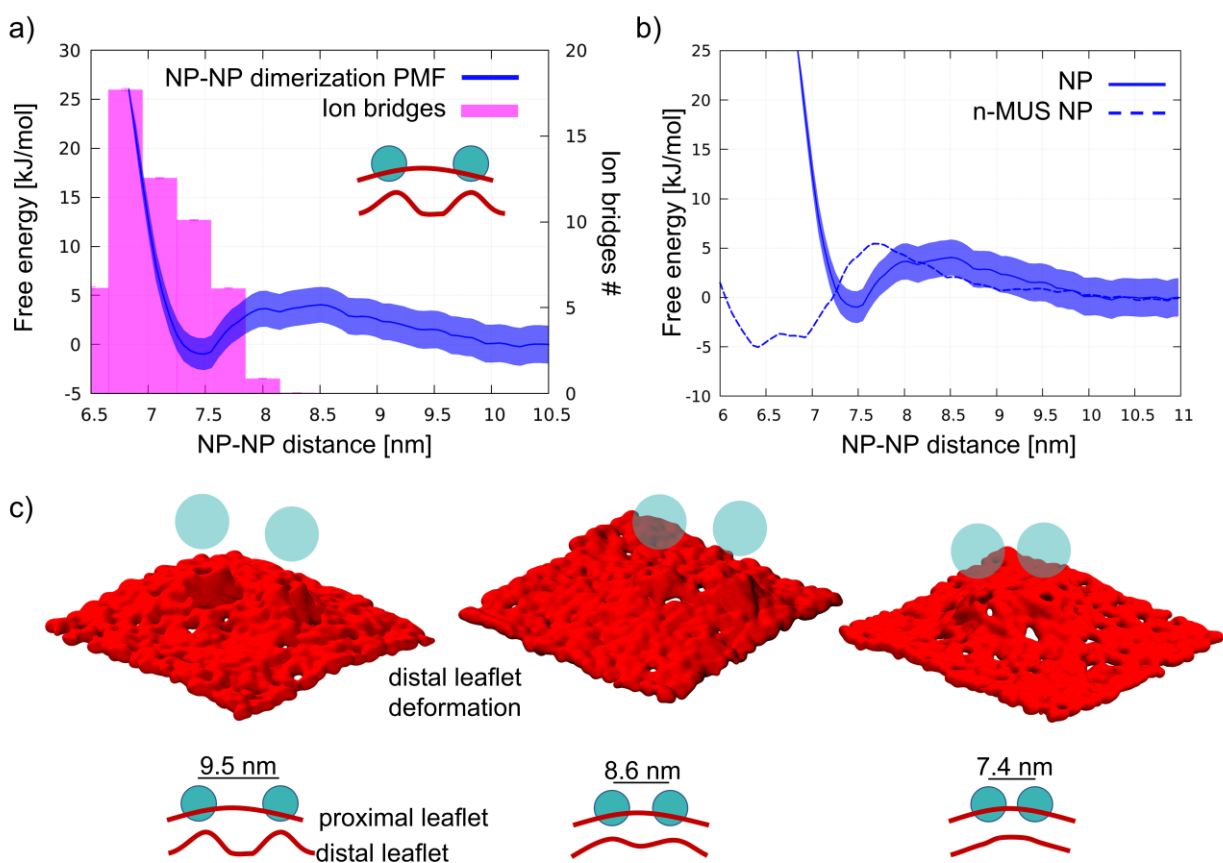 a)
NP-NP dimerization PMF
Ion bridges
Free energy [kJ/mol]
30
25
20
15
10
5
0
-5
20
15
10
5
0
Ion bridges #
6.5 7 7.5 8 8.5 9 9.5 10 10.5
NP-NP distance [nm]
b)
NP
n-MUS NP
Free energy [kJ/mol]
25
20
15
10
5
0
-5
-10
6 6.5 7 7.5 8 8.5 9 9.5 10 11
NP-NP distance [nm]
c)
distal leaflet
deformation
9.5 nm
8.6 nm
7.4 nm
proximal leaflet
distal leaflet